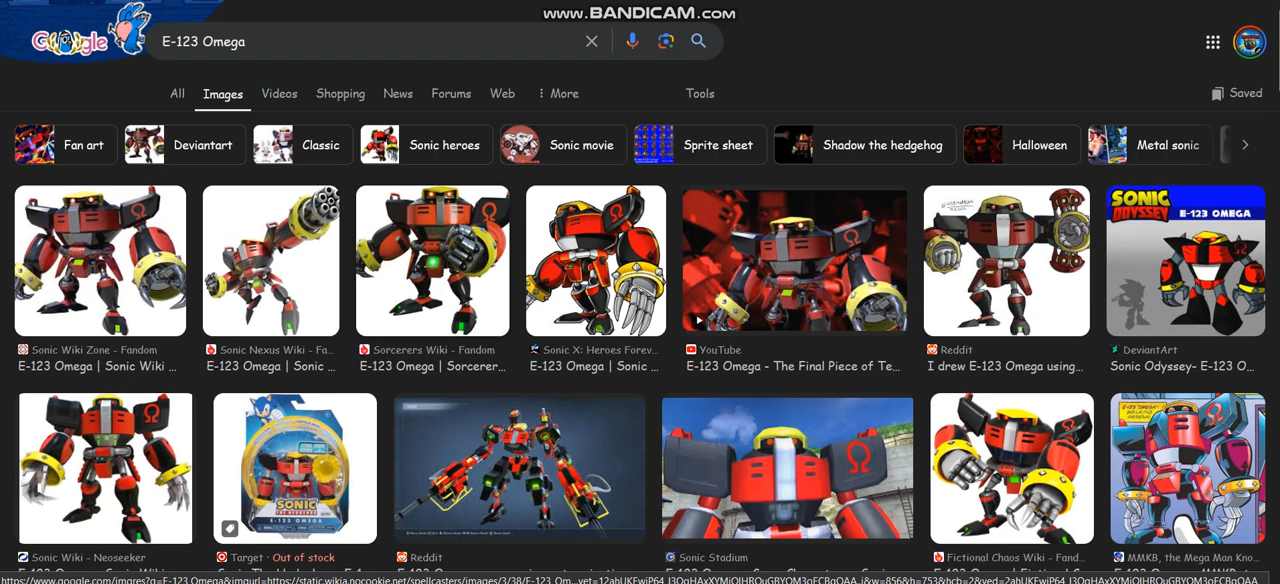 www.BANDICAM.com
Google
E-123 Omega
All Images Videos Shopping News Forums Web More Tools Saved
Fan art Deviantart Classic Sonic heroes Sonic movie Sprite sheet Shadow the hedgehog Halloween Metal sonic
SONIC
ODYSSEY E-123 OMEGA
Sonic Wiki Zone - Fandom
E-123 Omega | Sonic Wiki ...
Sonic Nexus Wiki - Fa...
E-123 Omega | Sonic ...
Sorcerers Wiki - Fandom
E-123 Omega | Sorcerer...
Sonic X: Heroes Forev...
E-123 Omega | Sonic ...
YouTube
E-123 Omega - The Final Piece of Te...
Reddit
I drew E-123 Omega using...
DeviantArt
Sonic Odyssey- E-123 O...
Ω
SONIC
E-123 OMEGA
Sonic Wiki - Neoseeker
Target · Out of stock
Reddit
Sonic Stadium
Fictional Chaos Wiki - Fand...
MMKB, the Mega Man Kno...